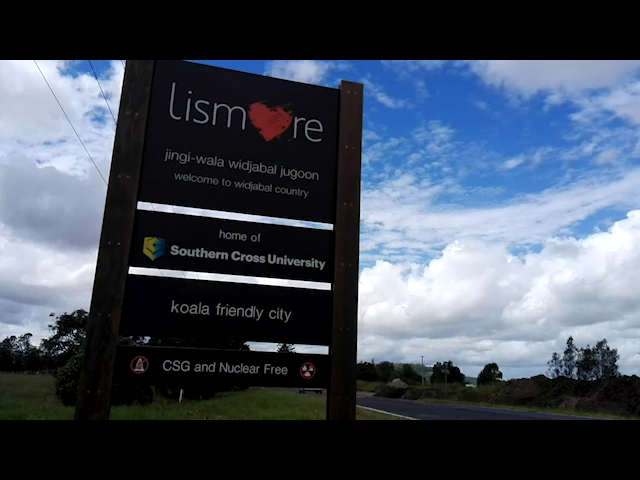 lismore
jingi-wala widjabal jugoon
welcome to widjabal country
home of
Southern Cross University
koala friendly city
CSG and Nuclear Free